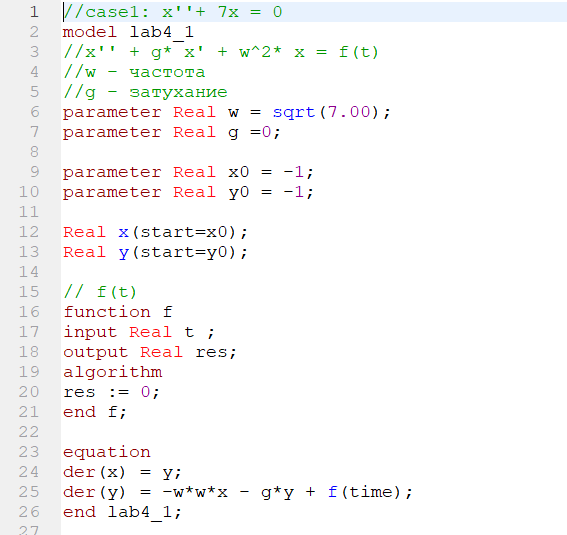 1 //case1: x''+ 7x = 0
2 model lab4_1
3 //x'' + g* x' + w^2* x = f(t)
4 //w - частота
5 //g - затухание
6 parameter Real w = sqrt(7.00);
7 parameter Real g =0;
8
9 parameter Real x0 = -1;
10 parameter Real y0 = -1;
11
12 Real x(start=x0);
13 Real y(start=y0);
14
15 // f(t)
16 function f
17 input Real t ;
18 output Real res;
19 algorithm
20 res := 0;
21 end f;
22
23 equation
24 der(x) = y;
25 der(y) = -w*w*x - g*y + f(time);
26 end lab4_1;
27